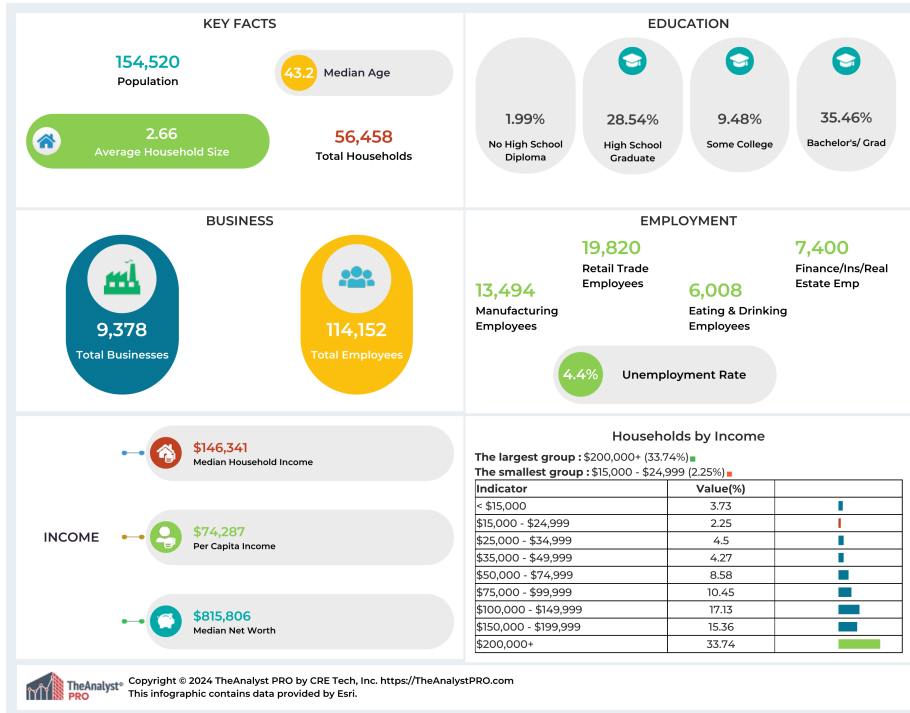 KEY FACTS
154,520
Population
43.2 Median Age
2.66
Average Household Size
56,458
Total Households
EDUCATION
1.99%
No High School
Diploma
28.54%
High School
Graduate
9.48%
Some College
35.46%
Bachelor's/ Grad
BUSINESS
9,378
Total Businesses
114,152
Total Employees
EMPLOYMENT
13,494
Manufacturing
Employees
19,820
Retail Trade
Employees
6,008
Eating & Drinking
Employees
7,400
Finance/Ins/Real
Estate Emp
4.4% Unemployment Rate
INCOME
$146,341
Median Household Income
$74,287
Per Capita Income
$815,806
Median Net Worth
Households by Income
The largest group : $200,000+ (33.74%)
The smallest group : $15,000 - $24,999 (2.25%)
Indicator Value(%)
< $15,000 3.73
$15,000 - $24,999 2.25
$25,000 - $34,999 4.5
$35,000 - $49,999 4.27
$50,000 - $74,999 8.58
$75,000 - $99,999 10.45
$100,000 - $149,999 17.13
$150,000 - $199,999 15.36
$200,000+ 33.74
TheAnalyst®
PRO
Copyright © 2024 TheAnalyst PRO by CRE Tech, Inc. https://TheAnalystPRO.com
This infographic contains data provided by Esri.